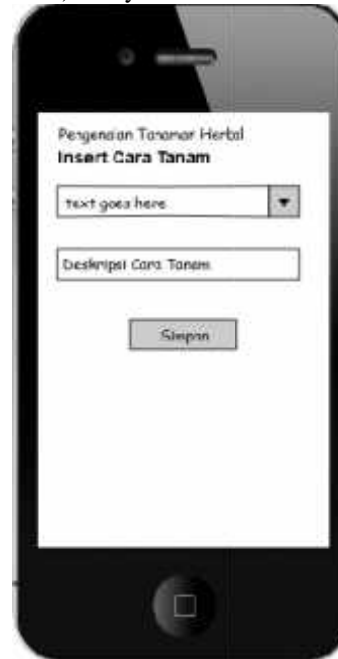 Pengenalan Tanaman Herbal
Insert Cara Tanam
text goes here
Deskripsi Cara Tanam
Simpan